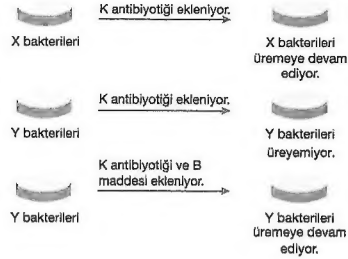 K antibiyotiği ekleniyor.
X bakterileri
X bakterileri
üremeye devam
ediyor.
K antibiyotiği ekleniyor.
Y bakterileri
Y bakterileri
üreyemiyor.
K antibiyotiği ve B
maddesi ekleniyor.
Y bakterileri
Y bakterileri
üremeye devam
ediyor.